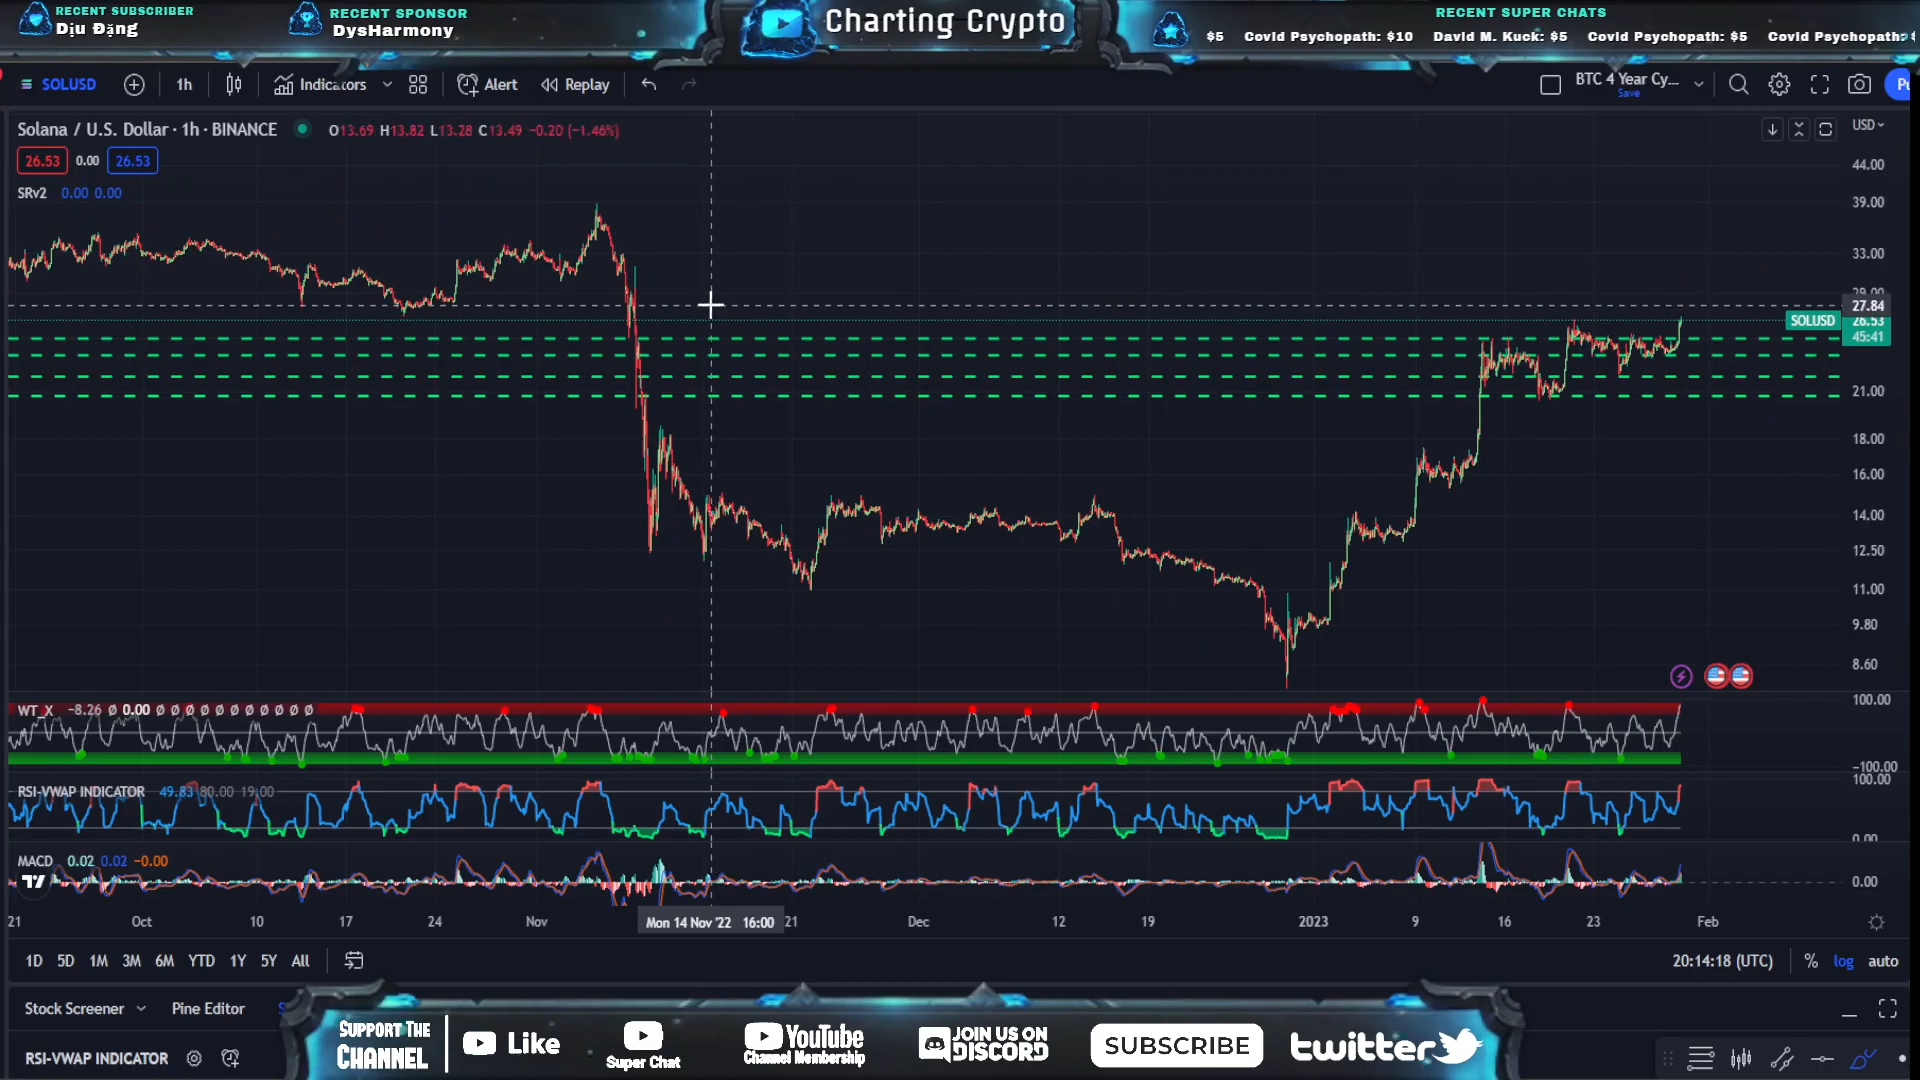 RECENT SUBSCRIBER
Dịu Đặng
RECENT SPONSOR
DysHarmony
Charting Crypto
RECENT SUPER CHATS
$5 Covid Psychopath: $10 David M. Kuck: $5 Covid Psychopath: $5 Covid Psychopath:
SOLUSD
1h
Indicators
Alert
Replay
BTC 4 Year Cy...
Save
Solana / U.S. Dollar · 1h · BINANCE
O13.69 H13.82 L13.28 C13.49 −0.20 (−1.46%)
USD
26.53 0.00 26.53
SRv2 0.00 0.00
44.00
39.00
33.00
29.00
27.84
SOLUSD 26.53
45:41
21.00
18.00
16.00
14.00
12.50
11.00
9.80
8.60
WT_X −8.26 Ø 0.00 Ø Ø Ø Ø Ø Ø Ø Ø Ø Ø Ø
100.00
−100.00
RSI-VWAP INDICATOR 49.83 80.00 19.00
100.00
0.00
MACD 0.02 0.02 −0.00
0.00
21 Oct 10 17 24 Nov Mon 14 Nov '22 16:00 21 Dec 12 19 2023 9 16 23 Feb
1D 5D 1M 3M 6M YTD 1Y 5Y All
20:14:18 (UTC) % log auto
Stock Screener
Pine Editor
RSI-VWAP INDICATOR
SUPPORT THE
CHANNEL
Like
Super Chat
YouTube
Channel Membership
JOIN US ON
DISCORD
SUBSCRIBE
twitter